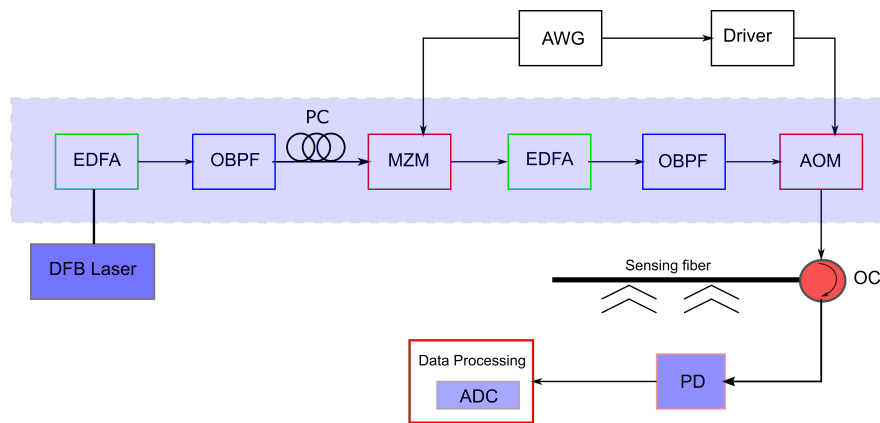 AWG
Driver
PC
EDFA
OBPF
MZM
EDFA
OBPF
AOM
DFB Laser
Sensing fiber
OC
Data Processing
ADC
PD